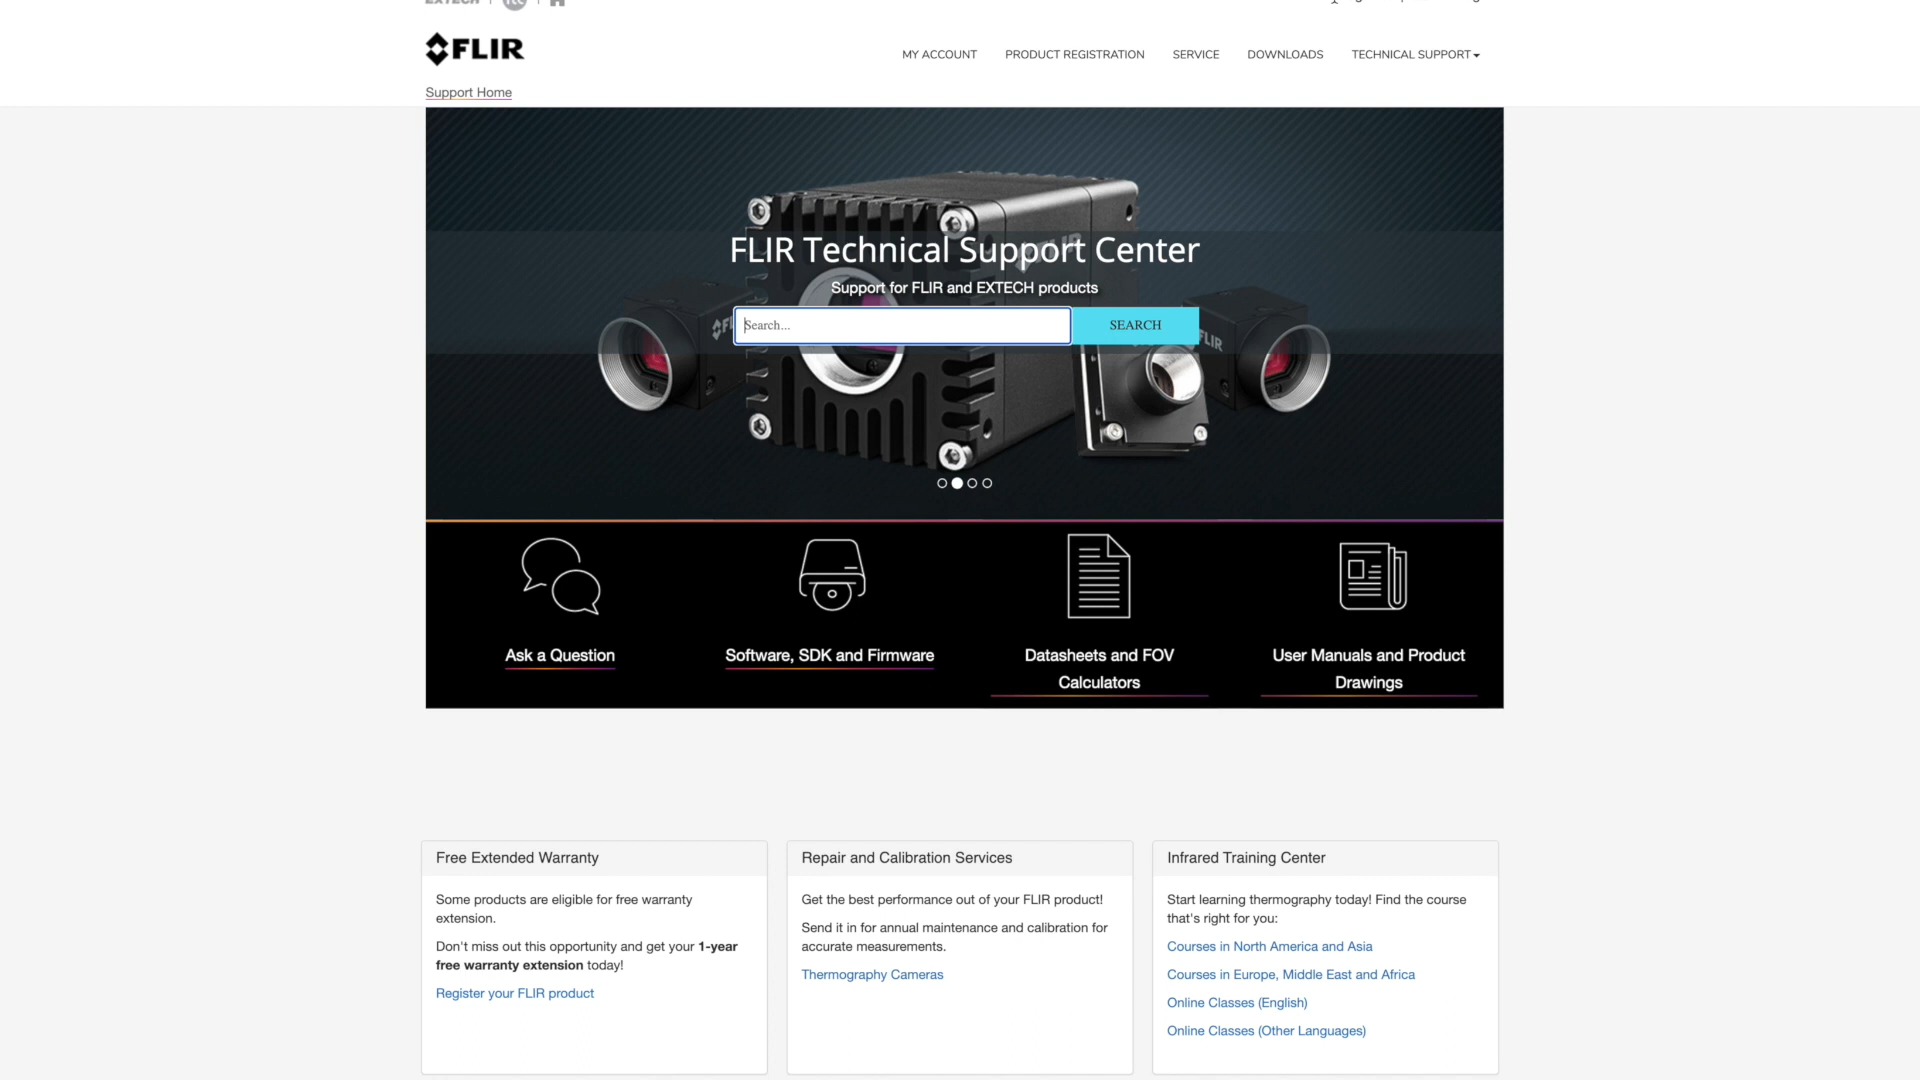 EXTECH
FLIR
MY ACCOUNT
PRODUCT REGISTRATION
SERVICE
DOWNLOADS
TECHNICAL SUPPORT
Support Home
FLIR Technical Support Center
Support for FLIR and EXTECH products
Search...
SEARCH
Ask a Question
Software, SDK and Firmware
Datasheets and FOV
Calculators
User Manuals and Product
Drawings
Free Extended Warranty
Some products are eligible for free warranty
extension.
Don't miss out this opportunity and get your 1-year
free warranty extension today!
Register your FLIR product
Repair and Calibration Services
Get the best performance out of your FLIR product!
Send it in for annual maintenance and calibration for
accurate measurements.
Thermography Cameras
Infrared Training Center
Start learning thermography today! Find the course
that's right for you:
Courses in North America and Asia
Courses in Europe, Middle East and Africa
Online Classes (English)
Online Classes (Other Languages)